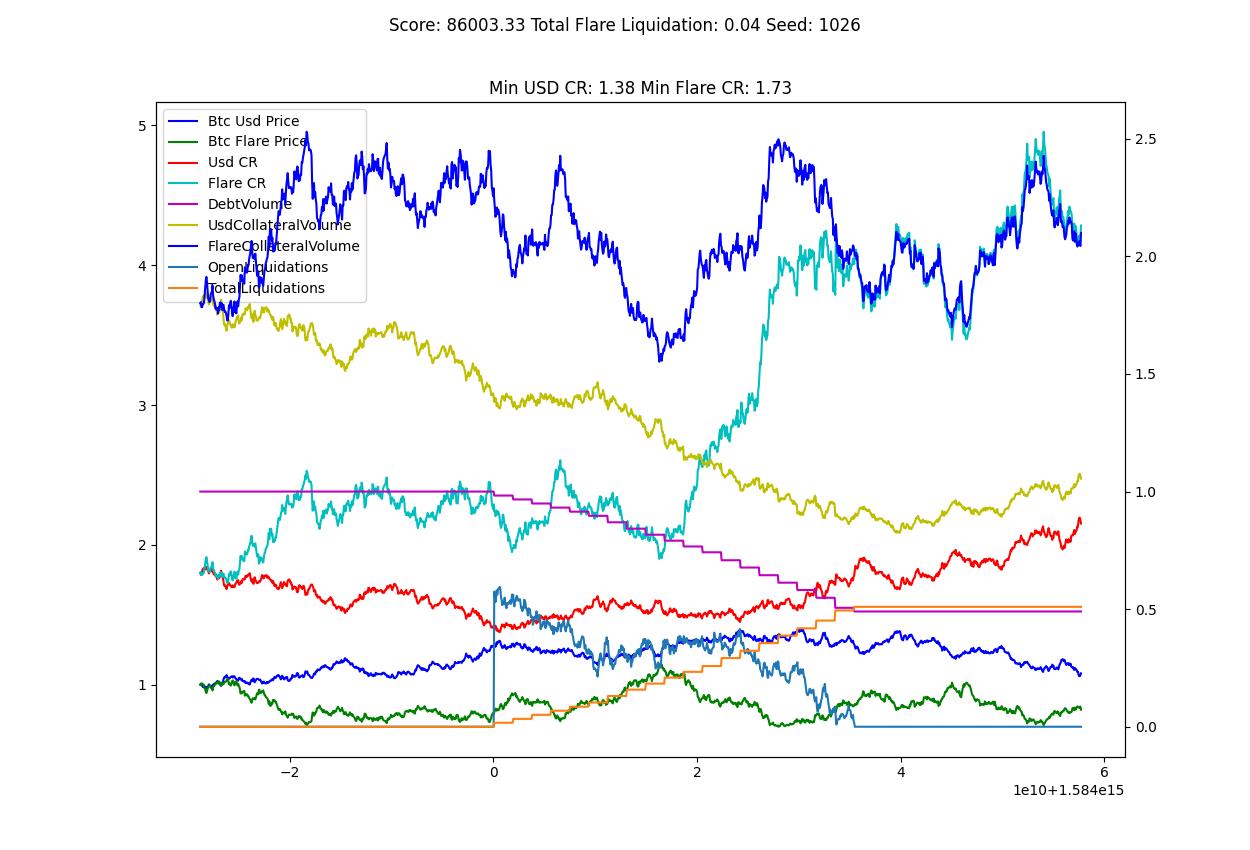 Score: 86003.33 Total Flare Liquidation: 0.04 Seed: 1026
Min USD CR: 1.38 Min Flare CR: 1.73
Btc Usd Price
Btc Flare Price
Usd CR
Flare CR
DebtVolume
UsdCollateralVolume
FlareCollateralVolume
OpenLiquidations
TotalLiquidations
5
4
3
2
1
2.5
2.0
1.5
1.0
0.5
0.0
−2 0 2 4 6
1e10+1.584e15